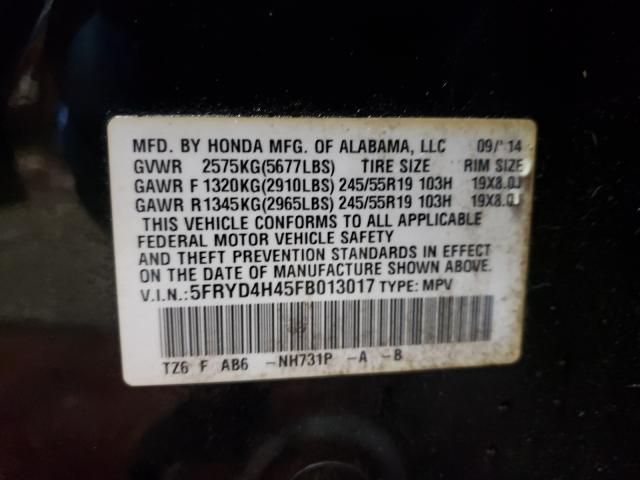 MFD. BY HONDA MFG. OF ALABAMA, LLC 09/'14
GVWR 2575KG(5677LBS) TIRE SIZE RIM SIZE
GAWR F 1320KG(2910LBS) 245/55R19 103H 19X8.0J
GAWR R1345KG(2965LBS) 245/55R19 103H 19X8.0J
THIS VEHICLE CONFORMS TO ALL APPLICABLE
FEDERAL MOTOR VEHICLE SAFETY
AND THEFT PREVENTION STANDARDS IN EFFECT
ON THE DATE OF MANUFACTURE SHOWN ABOVE.
V.I.N.:5FRYD4H45FB013017 TYPE: MPV
TZ6 F AB6 -NH731P -A -B